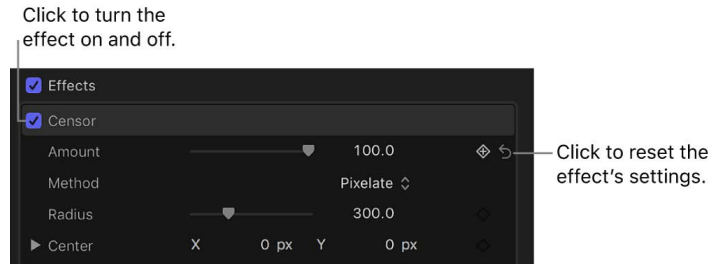 Click to turn the
effect on and off.
Effects
Censor
Amount 100.0
Click to reset the
effect's settings.
Method Pixelate
Radius 300.0
Center X 0 px Y 0 px